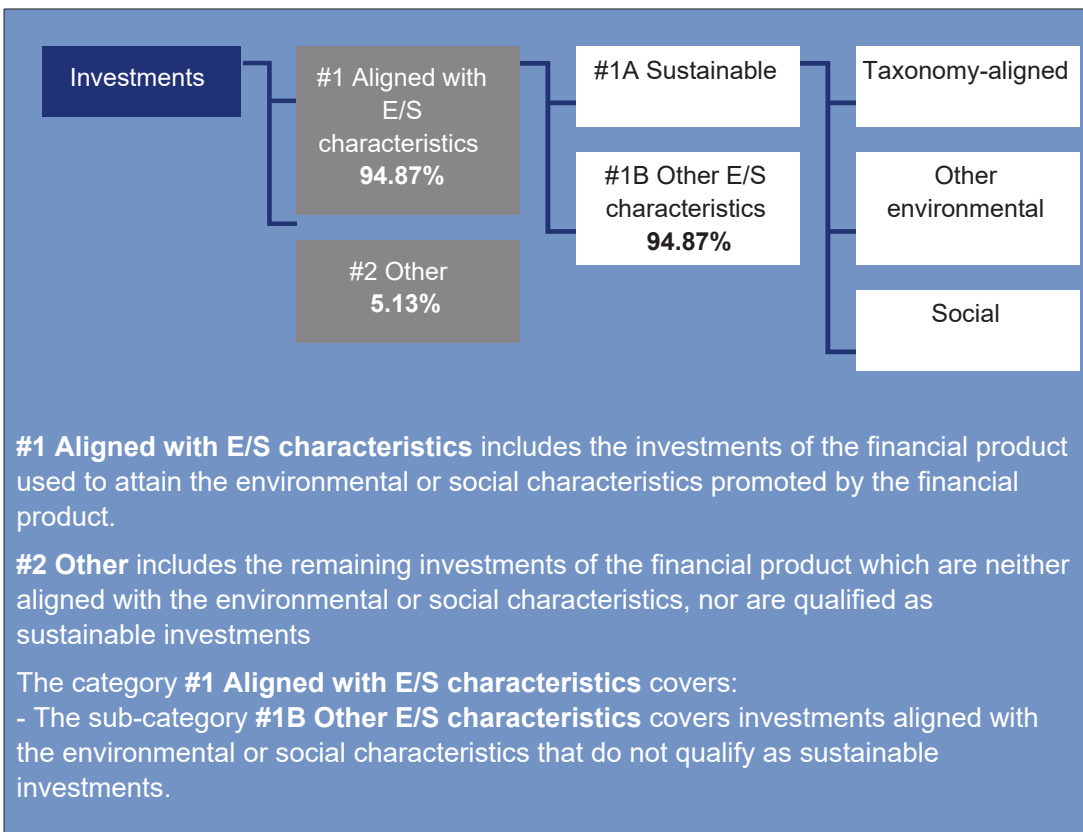 Investments
#1 Aligned with
E/S
characteristics
94.87%
#2 Other
5.13%
#1A Sustainable
#1B Other E/S
characteristics
94.87%
Taxonomy-aligned
Other
environmental
Social
#1 Aligned with E/S characteristics includes the investments of the financial product
used to attain the environmental or social characteristics promoted by the financial
product.
#2 Other includes the remaining investments of the financial product which are neither
aligned with the environmental or social characteristics, nor are qualified as
sustainable investments
The category #1 Aligned with E/S characteristics covers:
- The sub-category #1B Other E/S characteristics covers investments aligned with
the environmental or social characteristics that do not qualify as sustainable
investments.